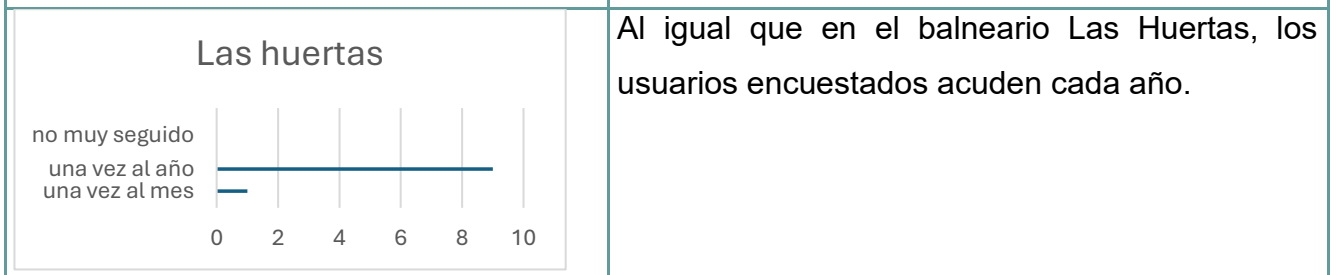 Las huertas
no muy seguido
una vez al año
una vez al mes
0 2 4 6 8 10
Al igual que en el balneario Las Huertas, los
usuarios encuestados acuden cada año.